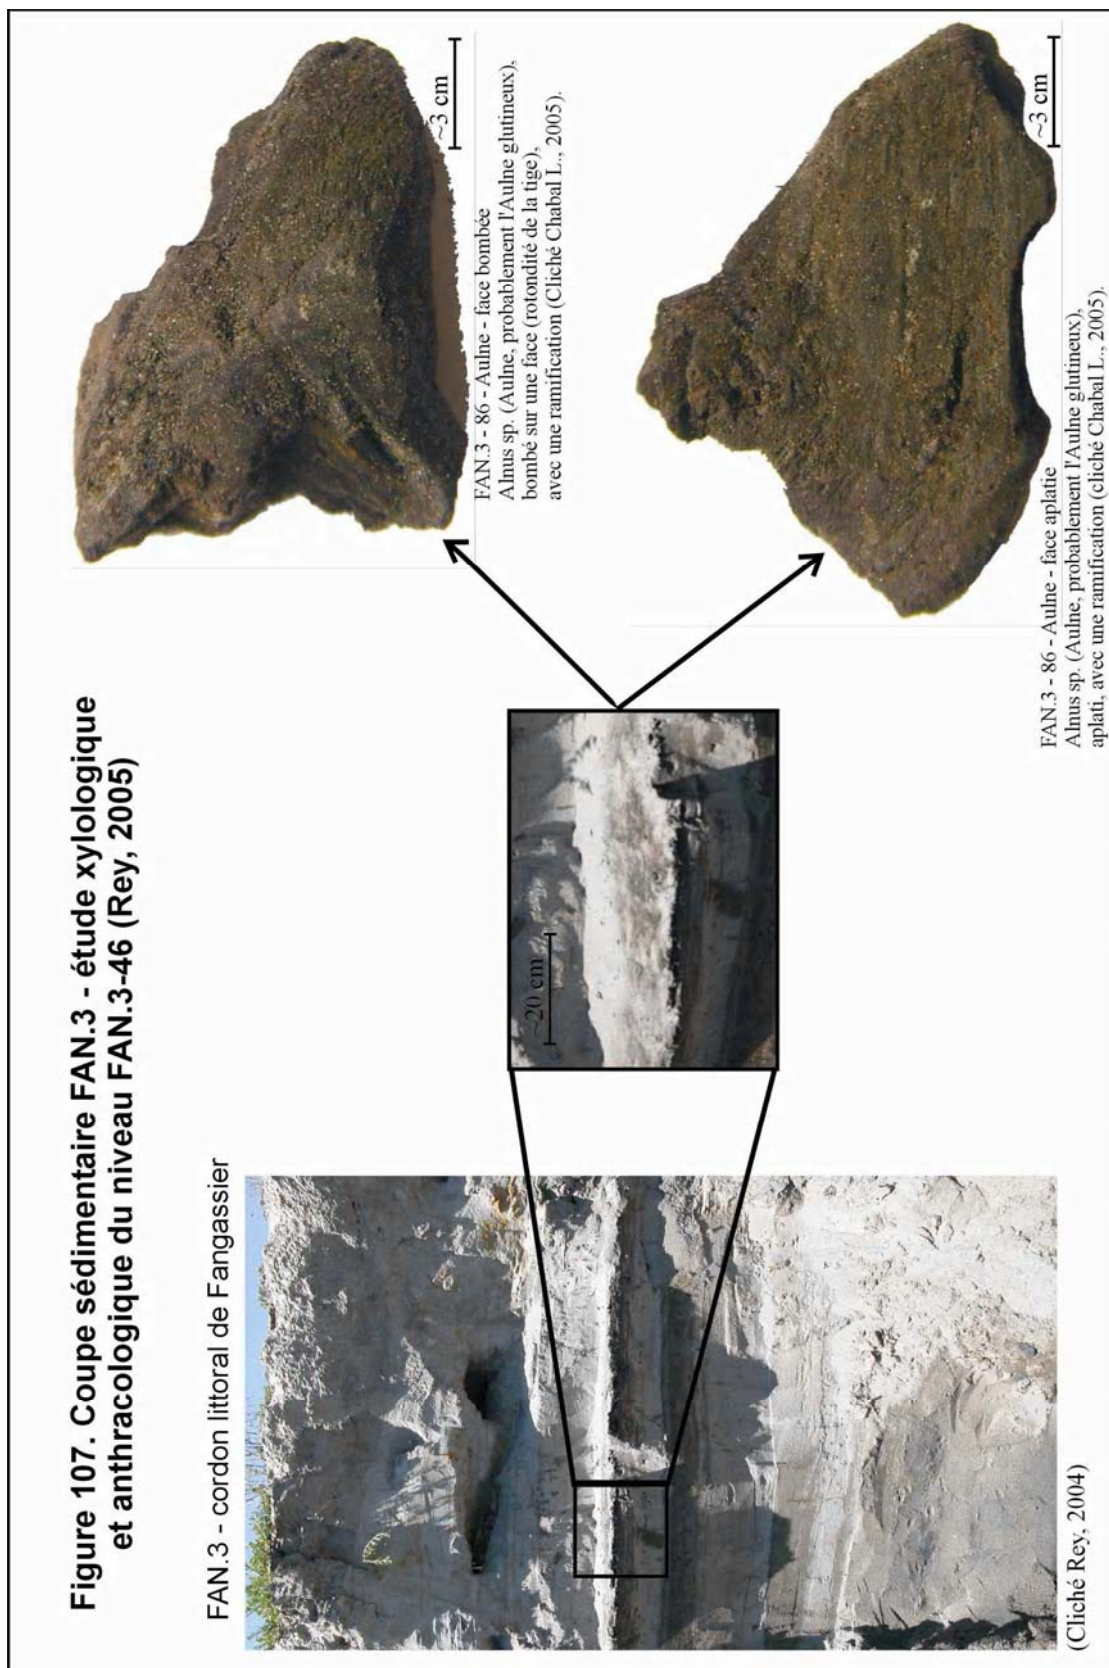 Figure 107. Coupe sédimentaire FAN.3 - étude xylologique
et anthracologique du niveau FAN.3-46 (Rey, 2005)
FAN.3 - cordon littoral de Fangassier
(Cliché Rey, 2004)
~20 cm
~3 cm
FAN.3 - 86 - Aulne - face bombée
Alnus sp. (Aulne, probablement l'Aulne glutineux),
bombé sur une face (rotondité de la tige),
avec une ramification (Cliché Chabal L., 2005).
~3 cm
FAN.3 - 86 - Aulne - face aplatie
Alnus sp. (Aulne, probablement l'Aulne glutineux),
aplati, avec une ramification (cliché Chabal L., 2005).